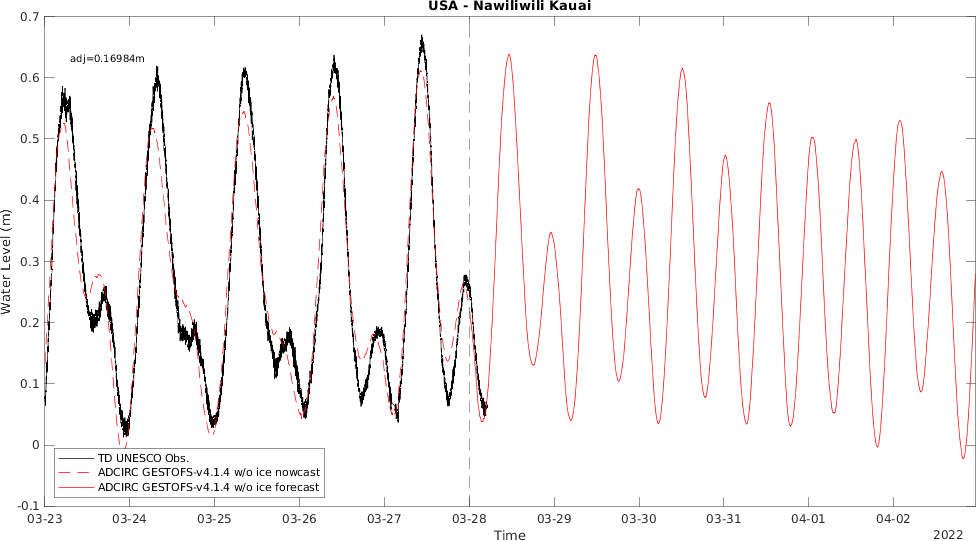 USA - Nawiliwili Kauai
0.7
adj=0.16984m
0.6
0.5
0.4
0.3
0.2
0.1
0
-0.1
Water Level (m)
TD UNESCO Obs.
ADCIRC GESTOFS-v4.1.4 w/o ice nowcast
ADCIRC GESTOFS-v4.1.4 w/o ice forecast
03-23 03-24 03-25 03-26 03-27 03-28 03-29 03-30 03-31 04-01 04-02
Time
2022